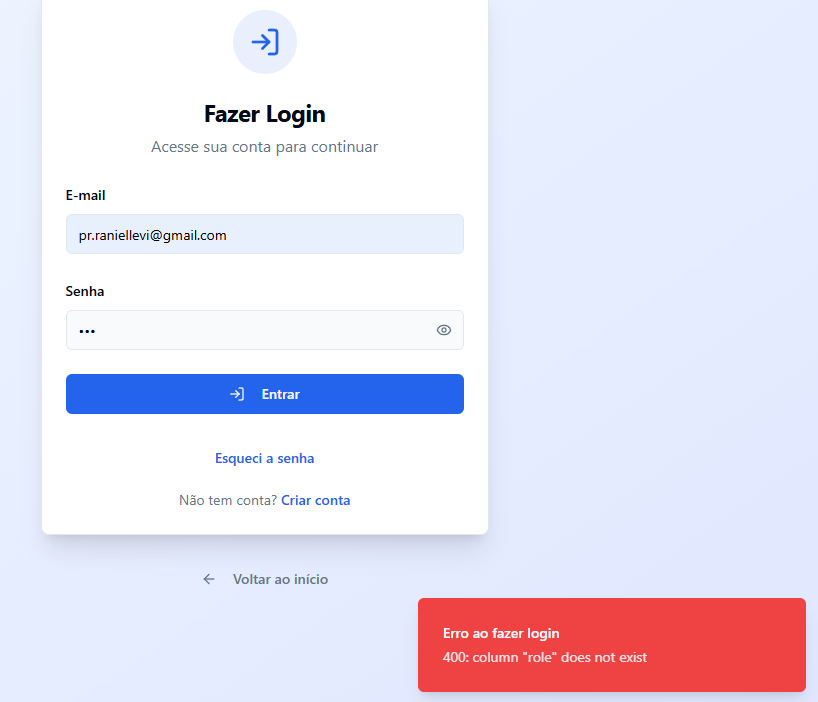 Fazer Login
Acesse sua conta para continuar
E-mail
pr.raniellevi@gmail.com
Senha
•••
Entrar
Esqueci a senha
Não tem conta? Criar conta
Voltar ao início
Erro ao fazer login
400: column "role" does not exist